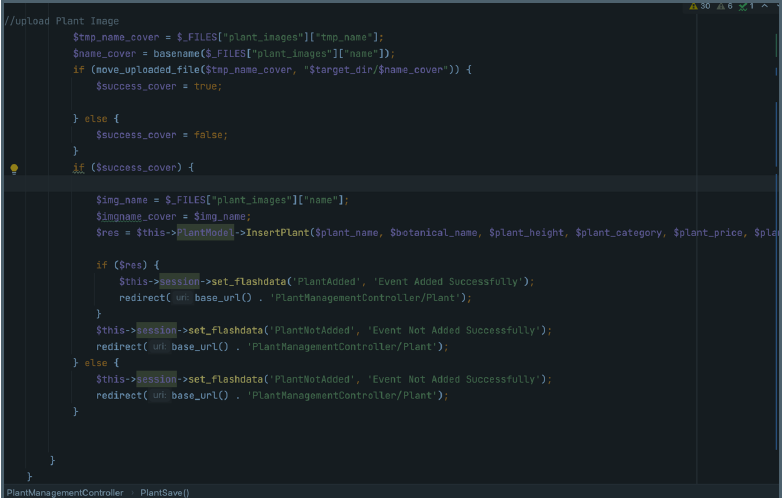 30 6 1
//upload Plant Image
$tmp_name_cover = $_FILES["plant_images"]["tmp_name"];
$name_cover = basename($_FILES["plant_images"]["name"]);
if (move_uploaded_file($tmp_name_cover, "$target_dir/$name_cover")) {
$success_cover = true;
} else {
$success_cover = false;
}
if ($success_cover) {
$img_name = $_FILES["plant_images"]["name"];
$imgname_cover = $img_name;
$res = $this->PlantModel->InsertPlant($plant_name, $botanical_name, $plant_height, $plant_category, $plant_price, $plan
if ($res) {
$this->session->set_flashdata('PlantAdded', 'Event Added Successfully');
redirect( uri: base_url() . 'PlantManagementController/Plant');
}
$this->session->set_flashdata('PlantNotAdded', 'Event Not Added Successfully');
redirect( uri: base_url() . 'PlantManagementController/Plant');
} else {
$this->session->set_flashdata('PlantNotAdded', 'Event Not Added Successfully');
redirect( uri: base_url() . 'PlantManagementController/Plant');
}
}
}
PlantManagementController › PlantSave()